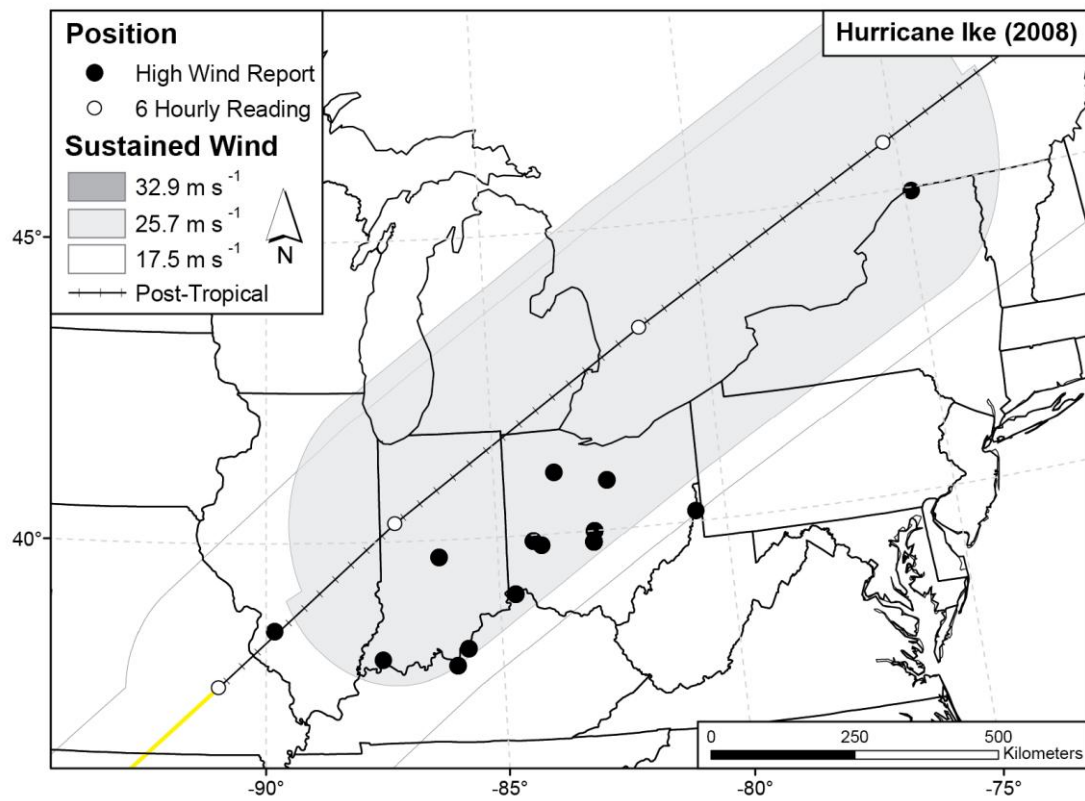 Hurricane Ike (2008)
Position
High Wind Report
6 Hourly Reading
Sustained Wind
32.9 m s⁻¹
25.7 m s⁻¹
17.5 m s⁻¹
Post-Tropical
N
45°
40°
0 250 500
Kilometers
-90° -85° -80° -75°